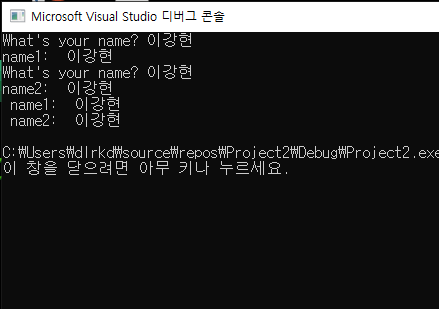 Microsoft Visual Studio 디버그 콘솔
What's your name? 이강현
name1:  이강현
What's your name? 이강현
name2:  이강현
 name1:  이강현
 name2:  이강현
C:₩Users₩dlrkd₩source₩repos₩Project2₩Debug₩Project2.exe
이 창을 닫으려면 아무 키나 누르세요.